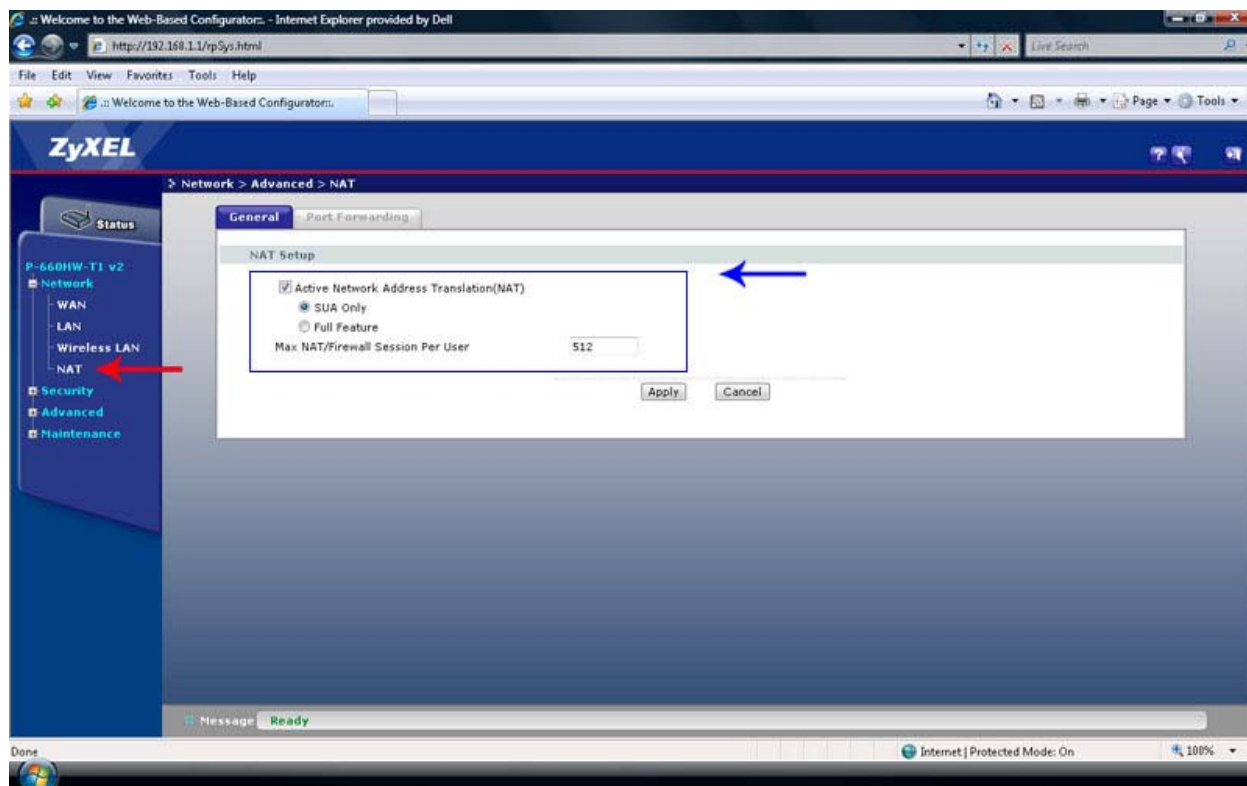 .:: Welcome to the Web-Based Configurator::. - Internet Explorer provided by Dell
http://192.168.1.1/rpSys.html
Live Search
File Edit View Favorites Tools Help
.:: Welcome to the Web-Based Configurator::.
Page Tools
ZyXEL
Network > Advanced > NAT
Status
General Port Forwarding
NAT Setup
P-660HW-T1 v2
Network
WAN
LAN
Wireless LAN
NAT
Security
Advanced
Maintenance
Active Network Address Translation(NAT)
SUA Only
Full Feature
Max NAT/Firewall Session Per User 512
Apply Cancel
Message Ready
Done Internet | Protected Mode: On 100%